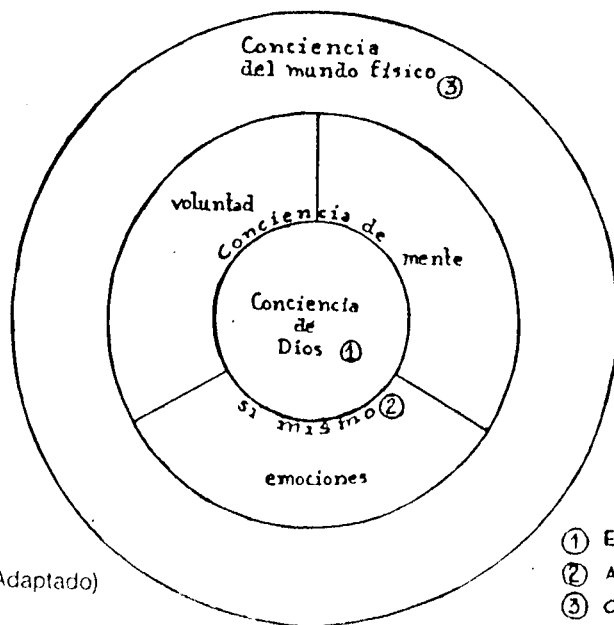 Conciencia
del mundo físico ③
voluntad
Conciencia de
mente
Conciencia
de
Dios ①
si mismo ②
emociones
① E
② A
③ C
Adaptado)